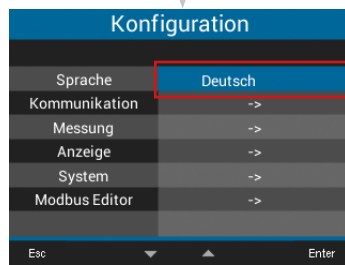 Konfiguration
Sprache Deutsch
Kommunikation ->
Messung ->
Anzeige ->
System ->
Modbus Editor ->
Esc Enter